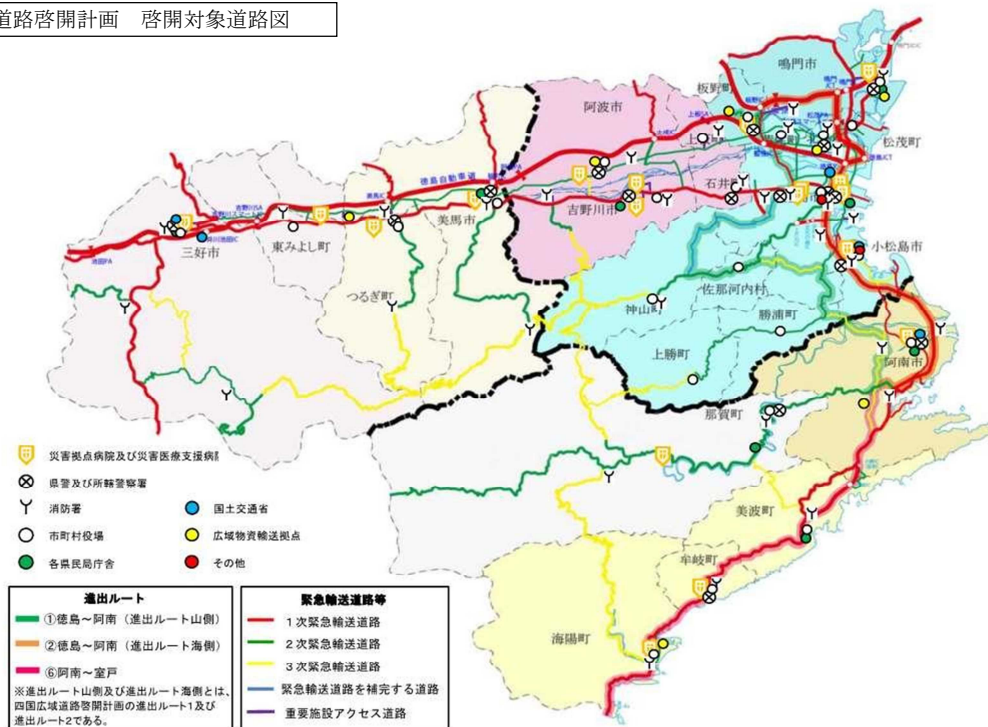 道路啓開計画 啓開対象道路図
鳴門市
板野町
阿波市
松茂町
徳島自動車道
石井町
吉野川市
美馬市
東みよし町
三好市
小松島市
つるぎ町
佐那河内村
神山町
勝浦町
上勝町
阿南市
那賀町
美波町
牟岐町
海陽町
災害拠点病院及び災害医療支援病院
県警及び所轄警察署
消防署
国土交通省
市町村役場
広域物資輸送拠点
各県民局庁舎
その他
進出ルート
①徳島～阿南（進出ルート山側）
②徳島～阿南（進出ルート海側）
⑥阿南～室戸
※進出ルート山側及び進出ルート海側とは、
四国広域道路啓開計画の進出ルート1及び
進出ルート2である。
緊急輸送道路等
1次緊急輸送道路
2次緊急輸送道路
3次緊急輸送道路
緊急輸送道路を補完する道路
重要施設アクセス道路